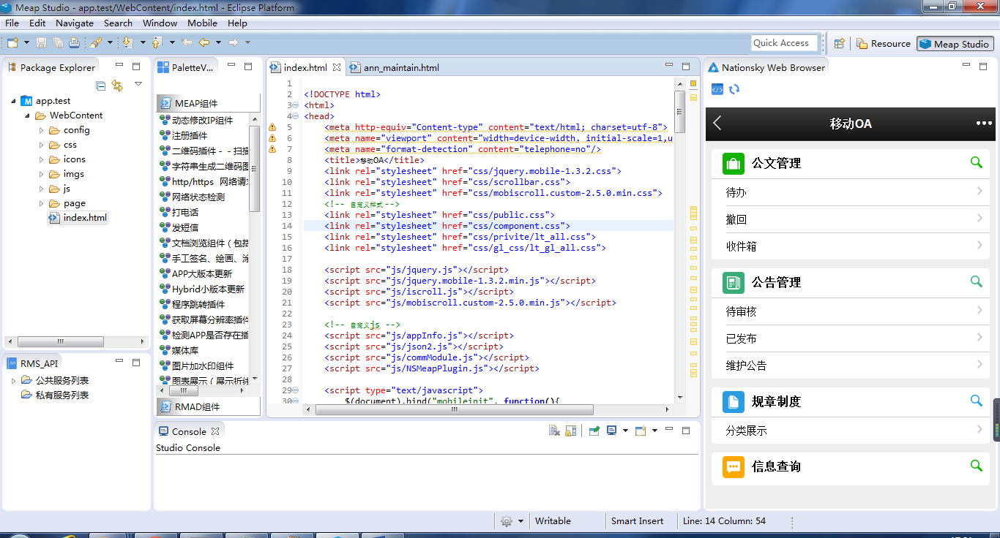 Meap Studio - app.test/WebContent/index.html - Eclipse Platform
File Edit Navigate Search Window Mobile Help
Quick Access
Resource
Meap Studio
Package Explorer
app.test
WebContent
config
css
icons
imgs
js
page
index.html
RMS_API
公共服务列表
私有服务列表
PaletteV...
MEAP组件
动态修改IP组件
注册插件
二维码插件 - - 扫描
字符串生成二维码图
http/https 网络请求
网络状态检测
打电话
发短信
文档浏览组件（包括
手工签名、绘画、涂
APP大版本更新
Hybrid小版本更新
程序跳转插件
获取屏幕分辨率插件
检测APP是否存在插
媒体库
图片加水印组件
图表展示（展示折线
RMAD组件
index.html
ann_maintain.html
1
2 <!DOCTYPE html>
3 <html>
4 <head>
5 <meta http-equiv="Content-type" content="text/html; charset=utf-8">
6 <meta name="viewport" content="width=device-width, initial-scale=1,u
7 <meta name="format-detection" content="telephone=no"/>
8 <title>移动OA</title>
9 <link rel="stylesheet" href="css/jquery.mobile-1.3.2.css">
10 <link rel="stylesheet" href="css/scrollbar.css">
11 <link rel="stylesheet" href="css/mobiscroll.custom-2.5.0.min.css">
12 <!-- 自定义样式 -->
13 <link rel="stylesheet" href="css/public.css">
14 <link rel="stylesheet" href="css/component.css">
15 <link rel="stylesheet" href="css/privite/lt_all.css">
16 <link rel="stylesheet" href="css/gl_css/lt_gl_all.css">
17
18 <script src="js/jquery.js"></script>
19 <script src="js/jquery.mobile-1.3.2.min.js"></script>
20 <script src="js/iscroll.js"></script>
21 <script src="js/mobiscroll.custom-2.5.0.min.js"></script>
22
23 <!-- 自定义js -->
24 <script src="js/appInfo.js"></script>
25 <script src="js/json2.js"></script>
26 <script src="js/commModule.js"></script>
27 <script src="js/NSMeapPlugin.js"></script>
28
29 <script type="text/javascript">
30 $(document).bind("mobileinit", function(){
Console
Studio Console
Nationsky Web Browser
移动OA
公文管理
待办
撤回
收件箱
公告管理
待审核
已发布
维护公告
规章制度
分类展示
信息查询
Writable
Smart Insert
Line: 14 Column: 54